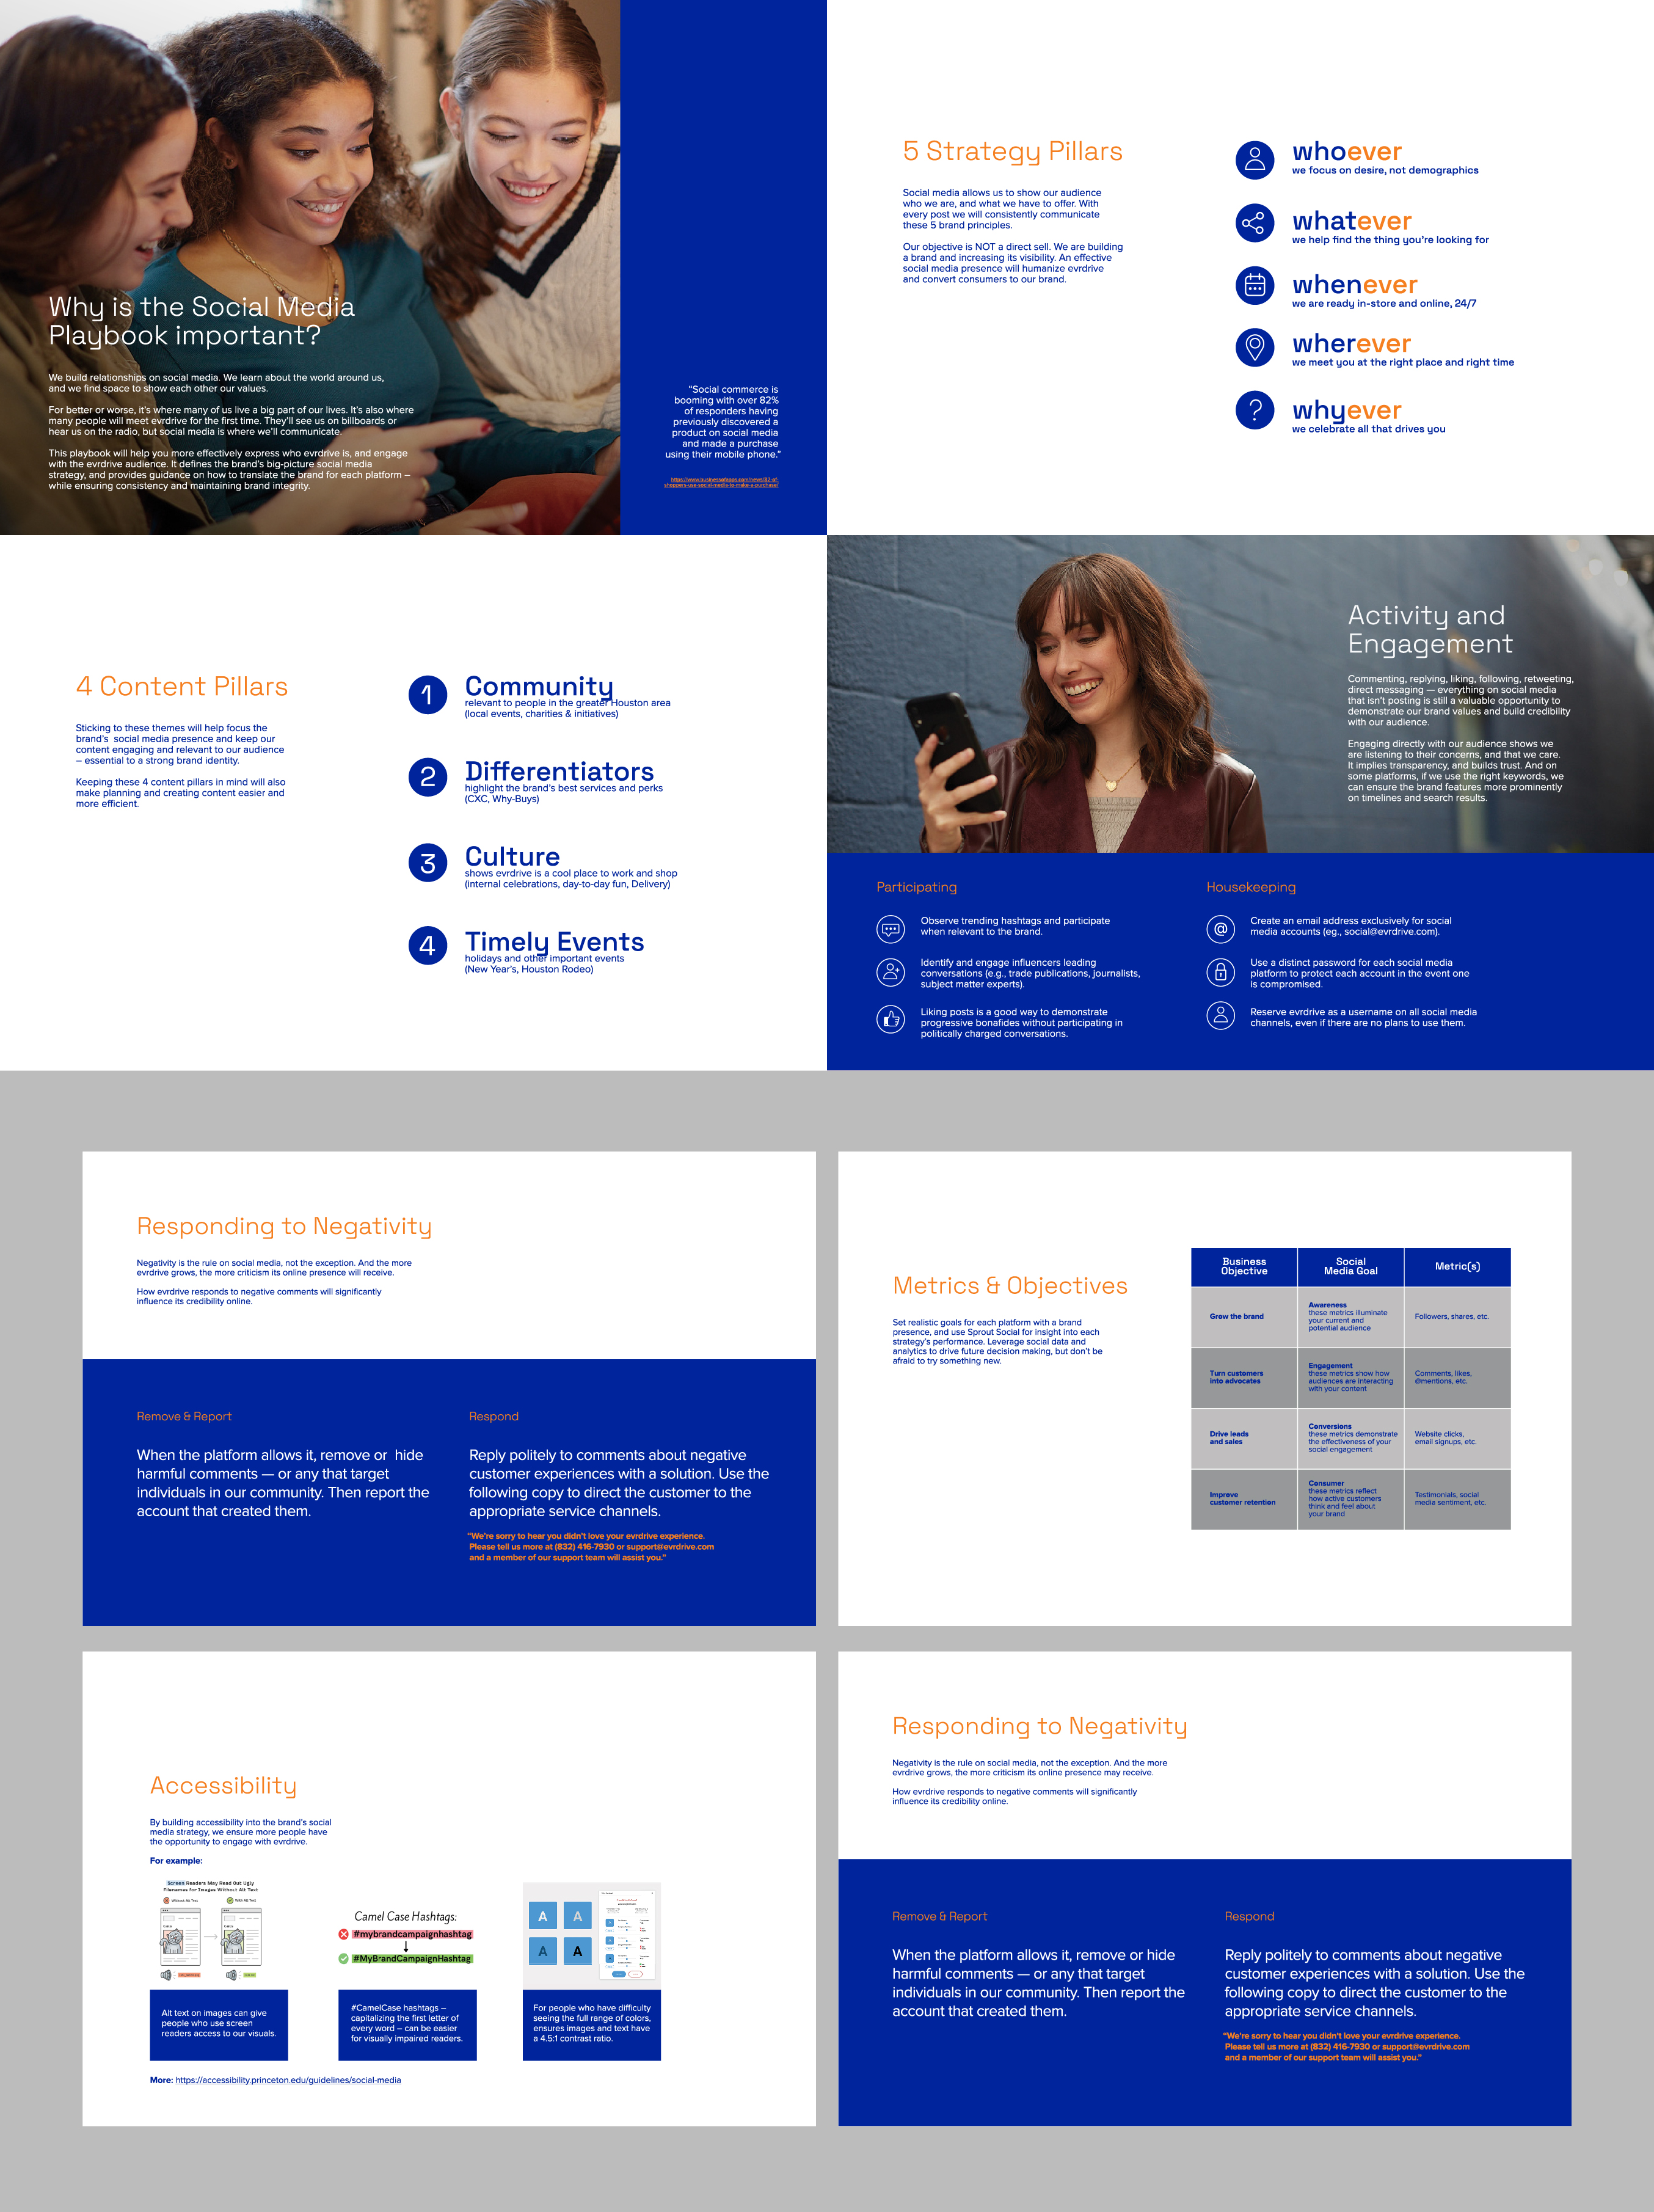 Why is the Social Media
Playbook important?
We build relationships on social media. We learn about the world around us,
and we find space to show each other our values.
For better or worse, it's where many of us live a big part of our lives. It's also where
many people will meet evrdrive for the first time. They'll see us on billboards or
hear us on the radio, but social media is where we'll communicate.
This playbook will help you more effectively express who evrdrive is, and engage
with the evrdrive audience. It defines the brand's big-picture social media
strategy, and provides guidance on how to translate the brand for each platform –
while ensuring consistency and maintaining brand integrity.
"Social commerce is
booming with over 82%
of responders having
previously discovered a
product on social media
and made a purchase
using their mobile phone."
https://www.businessofapps.com/news/82-of-
shoppers-use-social-media-to-make-a-purchase/
5 Strategy Pillars
Social media allows us to show our audience
who we are, and what we have to offer. With
every post we will consistently communicate
these 5 brand principles.
Our objective is NOT a direct sell. We are building
a brand and increasing its visibility. An effective
social media presence will humanize evrdrive
and convert consumers to our brand.
whoever
we focus on desire, not demographics
whatever
we help find the thing you're looking for
whenever
we are ready in-store and online, 24/7
wherever
we meet you at the right place and right time
?
whyever
we celebrate all that drives you
4 Content Pillars
Sticking to these themes will help focus the
brand's  social media presence and keep our
content engaging and relevant to our audience
– essential to a strong brand identity.
Keeping these 4 content pillars in mind will also
make planning and creating content easier and
more efficient.
1
Community
relevant to people in the greater Houston area
(local events, charities & initiatives)
2
Differentiators
highlight the brand's best services and perks
(CXC, Why-Buys)
3
Culture
shows evrdrive is a cool place to work and shop
(internal celebrations, day-to-day fun, Delivery)
4
Timely Events
holidays and other important events
(New Year's, Houston Rodeo)
Activity and
Engagement
Commenting, replying, liking, following, retweeting,
direct messaging — everything on social media
that isn't posting is still a valuable opportunity to
demonstrate our brand values and build credibility
with our audience.
Engaging directly with our audience shows we
are listening to their concerns, and that we care.
It implies transparency, and builds trust. And on
some platforms, if we use the right keywords, we
can ensure the brand features more prominently
on timelines and search results.
Participating
Observe trending hashtags and participate
when relevant to the brand.
Identify and engage influencers leading
conversations (e.g., trade publications, journalists,
subject matter experts).
Liking posts is a good way to demonstrate
progressive bonafides without participating in
politically charged conversations.
Housekeeping
@
Create an email address exclusively for social
media accounts (eg., social@evrdrive.com).
Use a distinct password for each social media
platform to protect each account in the event one
is compromised.
Reserve evrdrive as a username on all social media
channels, even if there are no plans to use them.
Responding to Negativity
Negativity is the rule on social media, not the exception. And the more
evrdrive grows, the more criticism its online presence will receive.
How evrdrive responds to negative comments will significantly
influence its credibility online.
Remove & Report
When the platform allows it, remove or  hide
harmful comments — or any that target
individuals in our community. Then report the
account that created them.
Respond
Reply politely to comments about negative
customer experiences with a solution. Use the
following copy to direct the customer to the
appropriate service channels.
"We're sorry to hear you didn't love your evrdrive experience.
Please tell us more at (832) 416-7930 or support@evrdrive.com
and a member of our support team will assist you."
Metrics & Objectives
Set realistic goals for each platform with a brand
presence, and use Sprout Social for insight into each
strategy's performance. Leverage social data and
analytics to drive future decision making, but don't be
afraid to try something new.
Business
Objective
Social
Media Goal
Metric(s)
Grow the brand
Awareness
these metrics illuminate
your current and
potential audience
Followers, shares, etc.
Turn customers
into advocates
Engagement
these metrics show how
audiences are interacting
with your content
Comments, likes,
@mentions, etc.
Drive leads
and sales
Conversions
these metrics demonstrate
the effectiveness of your
social engagement
Website clicks,
email signups, etc.
Improve
customer retention
Consumer
these metrics reflect
how active customers
think and feel about
your brand
Testimonials, social
media sentiment, etc.
Accessibility
By building accessibility into the brand's social
media strategy, we ensure more people have
the opportunity to engage with evrdrive.
For example:
Screen Readers May Read Out Ugly
Filenames for Images Without Alt Text
Without Alt Text
With Alt Text
Camel Case Hashtags:
#mybrandcampaignhashtag
#MyBrandCampaignHashtag
A A
A A
Alt text on images can give
people who use screen
readers access to our visuals.
#CamelCase hashtags –
capitalizing the first letter of
every word – can be easier
for visually impaired readers.
For people who have difficulty
seeing the full range of colors,
ensures images and text have
a 4.5:1 contrast ratio.
More: https://accessibility.princeton.edu/guidelines/social-media
Responding to Negativity
Negativity is the rule on social media, not the exception. And the more
evrdrive grows, the more criticism its online presence may receive.
How evrdrive responds to negative comments will significantly
influence its credibility online.
Remove & Report
When the platform allows it, remove or hide
harmful comments — or any that target
individuals in our community. Then report the
account that created them.
Respond
Reply politely to comments about negative
customer experiences with a solution. Use the
following copy to direct the customer to the
appropriate service channels.
"We're sorry to hear you didn't love your evrdrive experience.
Please tell us more at (832) 416-7930 or support@evrdrive.com
and a member of our support team will assist you."